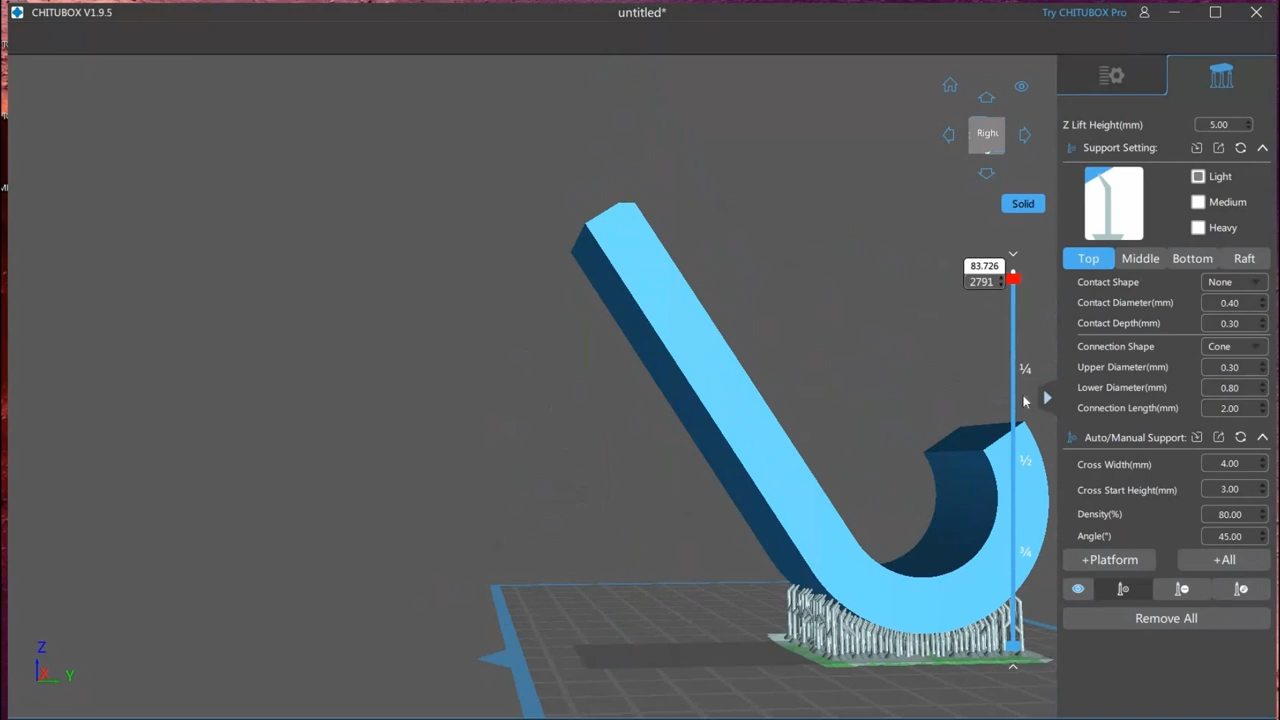 CHITUBOX V1.9.5
untitled*
Try CHITUBOX Pro
Z Lift Height(mm) 5.00
Right
Support Setting:
Light
Medium
Heavy
Solid
Top Middle Bottom Raft
83.726
2791
Contact Shape None
Contact Diameter(mm) 0.40
Contact Depth(mm) 0.30
Connection Shape Cone
Upper Diameter(mm) 0.30
¼
Lower Diameter(mm) 0.80
Connection Length(mm) 2.00
Auto/Manual Support:
½
Cross Width(mm) 4.00
Cross Start Height(mm) 3.00
Density(%) 80.00
Angle(°) 45.00
¾
+Platform +All
Remove All
Z
X Y